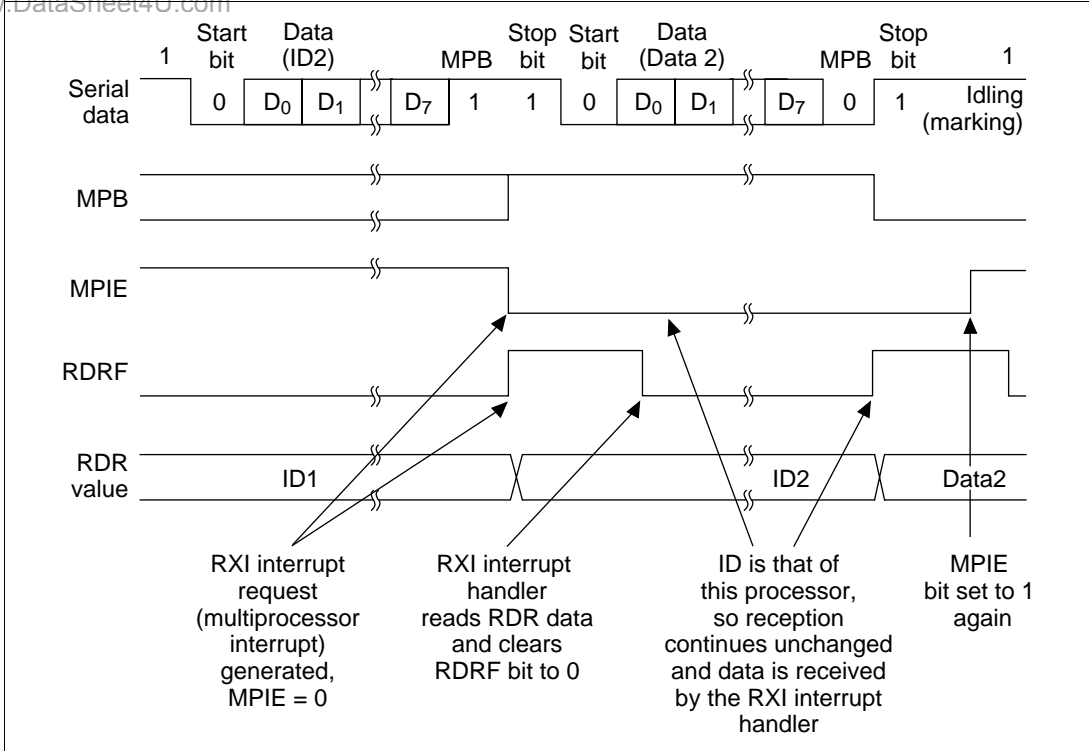 w.DataSheet4U.com
Start bit Data (ID2) Stop bit Start bit Data (Data 2) Stop bit
1 MPB MPB 1
Serial data 0 D0 D1 D7 1 1 0 D0 D1 D7 0 1 Idling (marking)
MPB
MPIE
RDRF
RDR value ID1 ID2 Data2
RXI interrupt
request
(multiprocessor
interrupt)
generated,
MPIE = 0
RXI interrupt
handler
reads RDR data
and clears
RDRF bit to 0
ID is that of
this processor,
so reception
continues unchanged
and data is received
by the RXI interrupt
handler
MPIE
bit set to 1
again